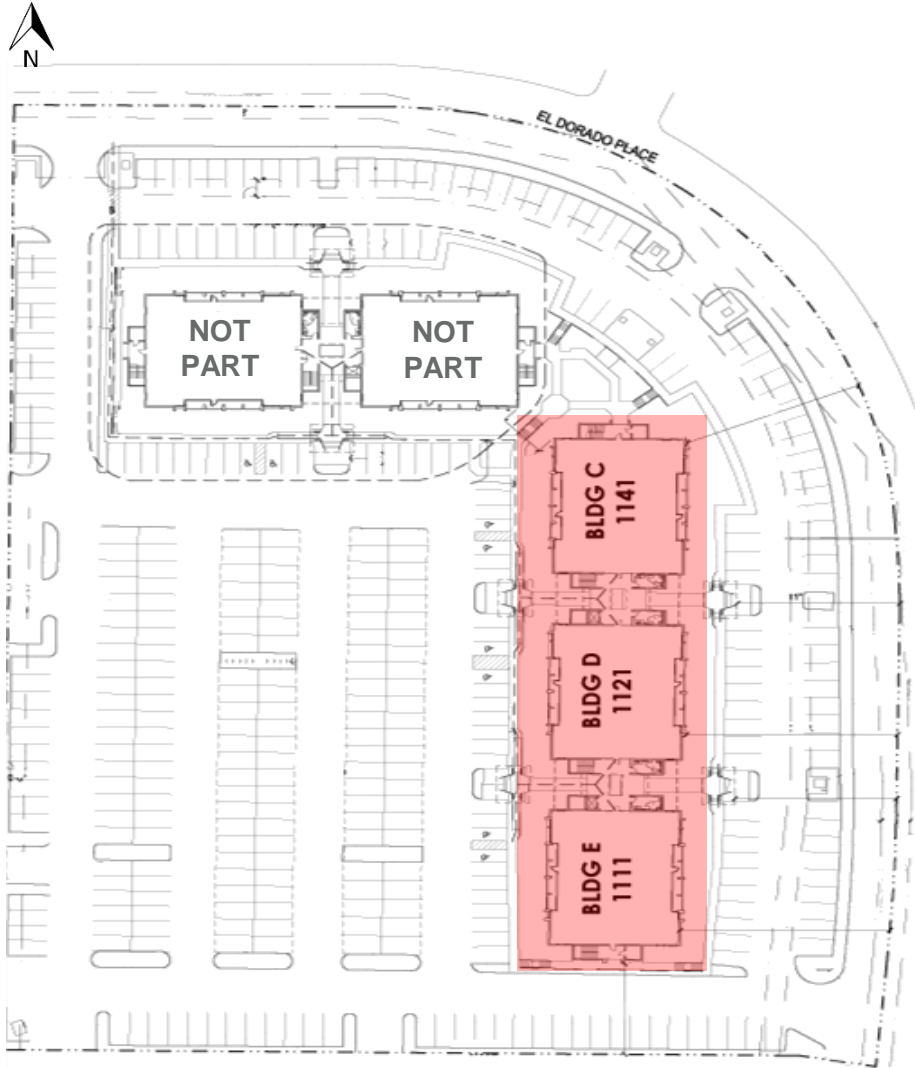 N
EL DORADO PLACE
NOT
PART
NOT
PART
BLDG C
1141
BLDG D
1121
BLDG E
1111